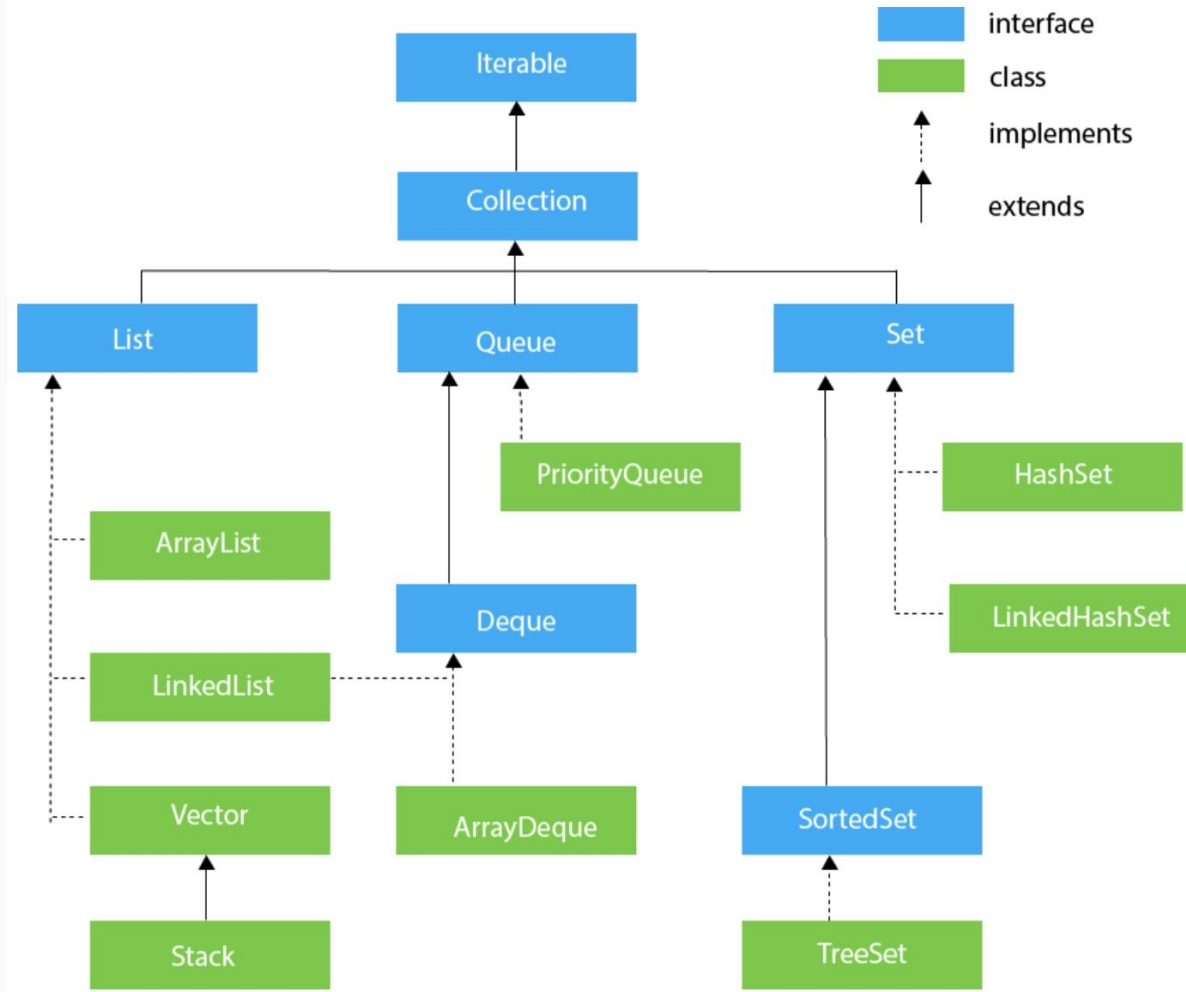 interface
Iterable
class
implements
Collection
extends
List
Queue
Set
PriorityQueue
HashSet
ArrayList
Deque
LinkedHashSet
LinkedList
Vector
ArrayDeque
SortedSet
Stack
TreeSet